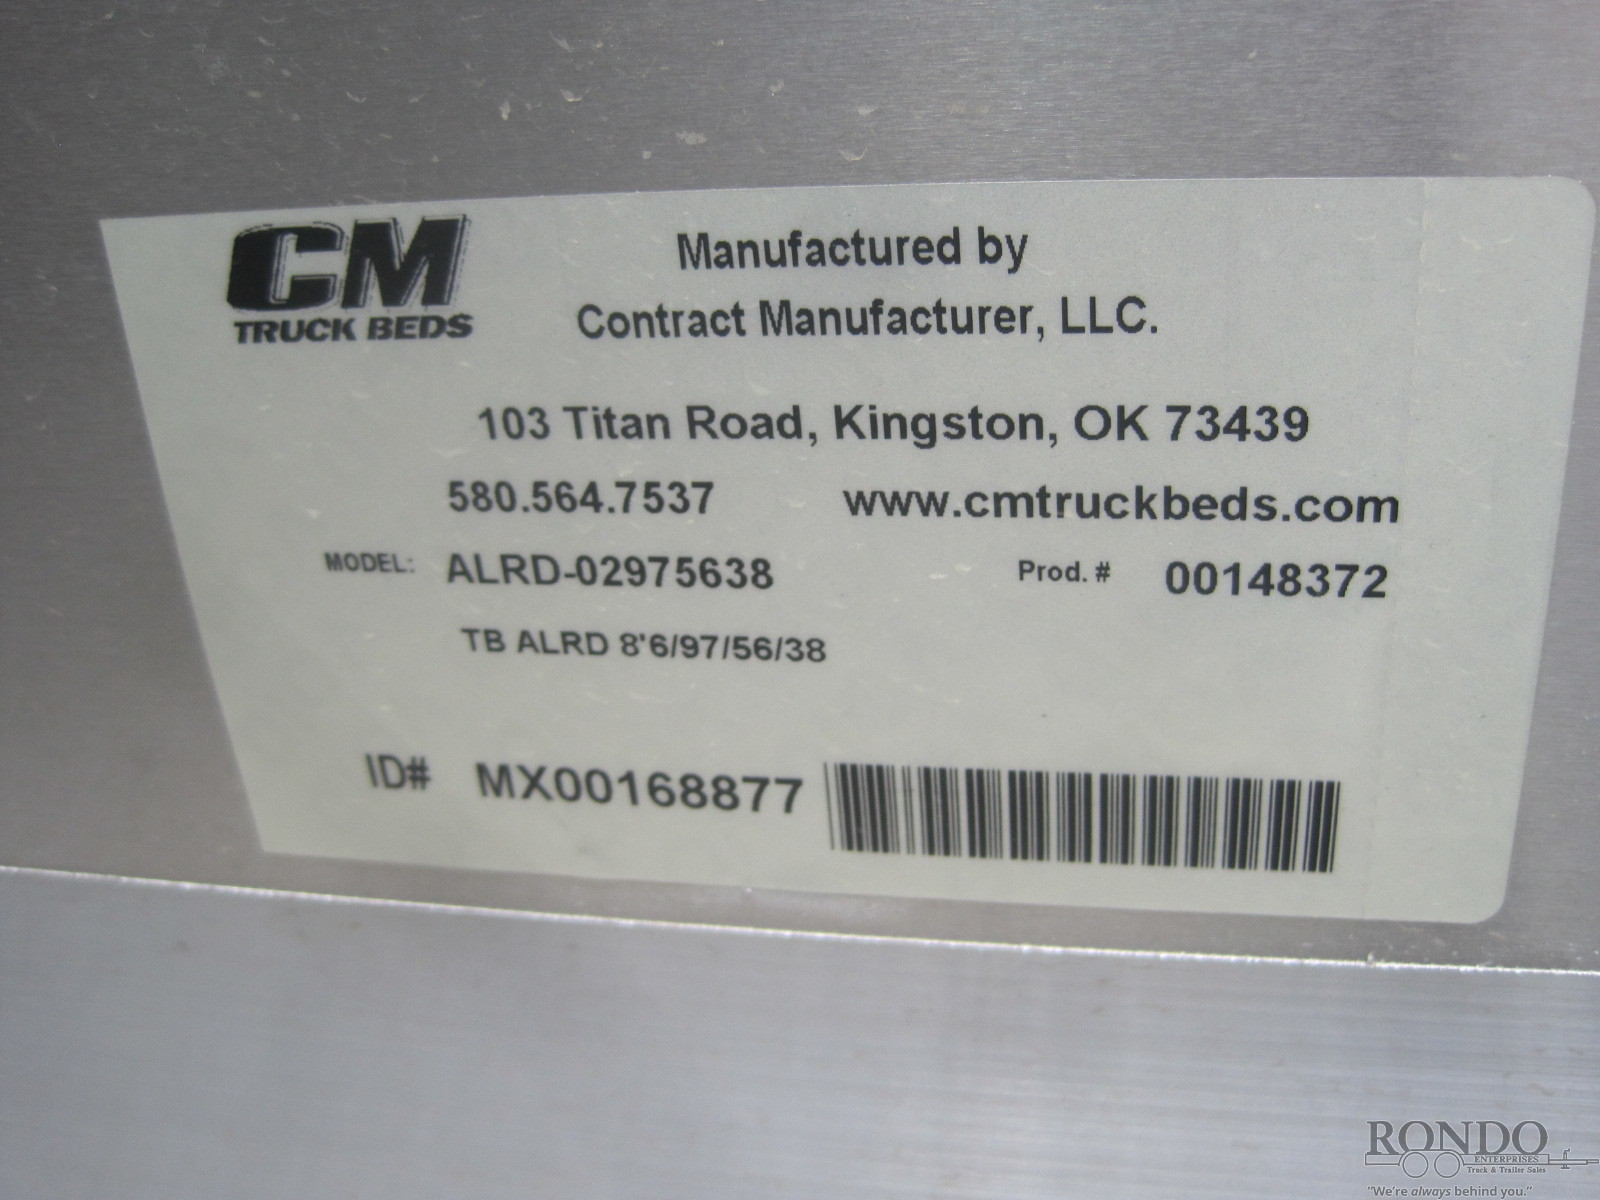 CM
TRUCK BEDS
Manufactured by
Contract Manufacturer, LLC.
103 Titan Road, Kingston, OK 73439
580.564.7537 www.cmtruckbeds.com
MODEL: ALRD-02975638 Prod. # 00148372
TB ALRD 8'6/97/56/38
ID# MX00168877
RONDO
ENTERPRISES
Truck & Trailer Sales
"We're always behind you."